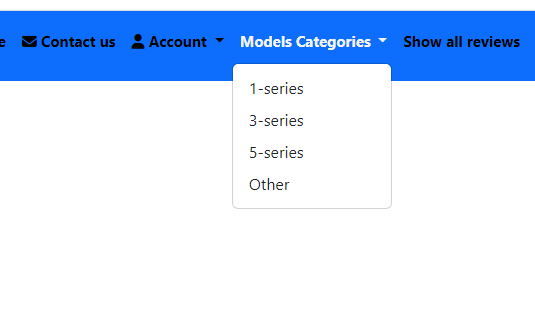 e Contact us Account Models Categories Show all reviews
1-series
3-series
5-series
Other